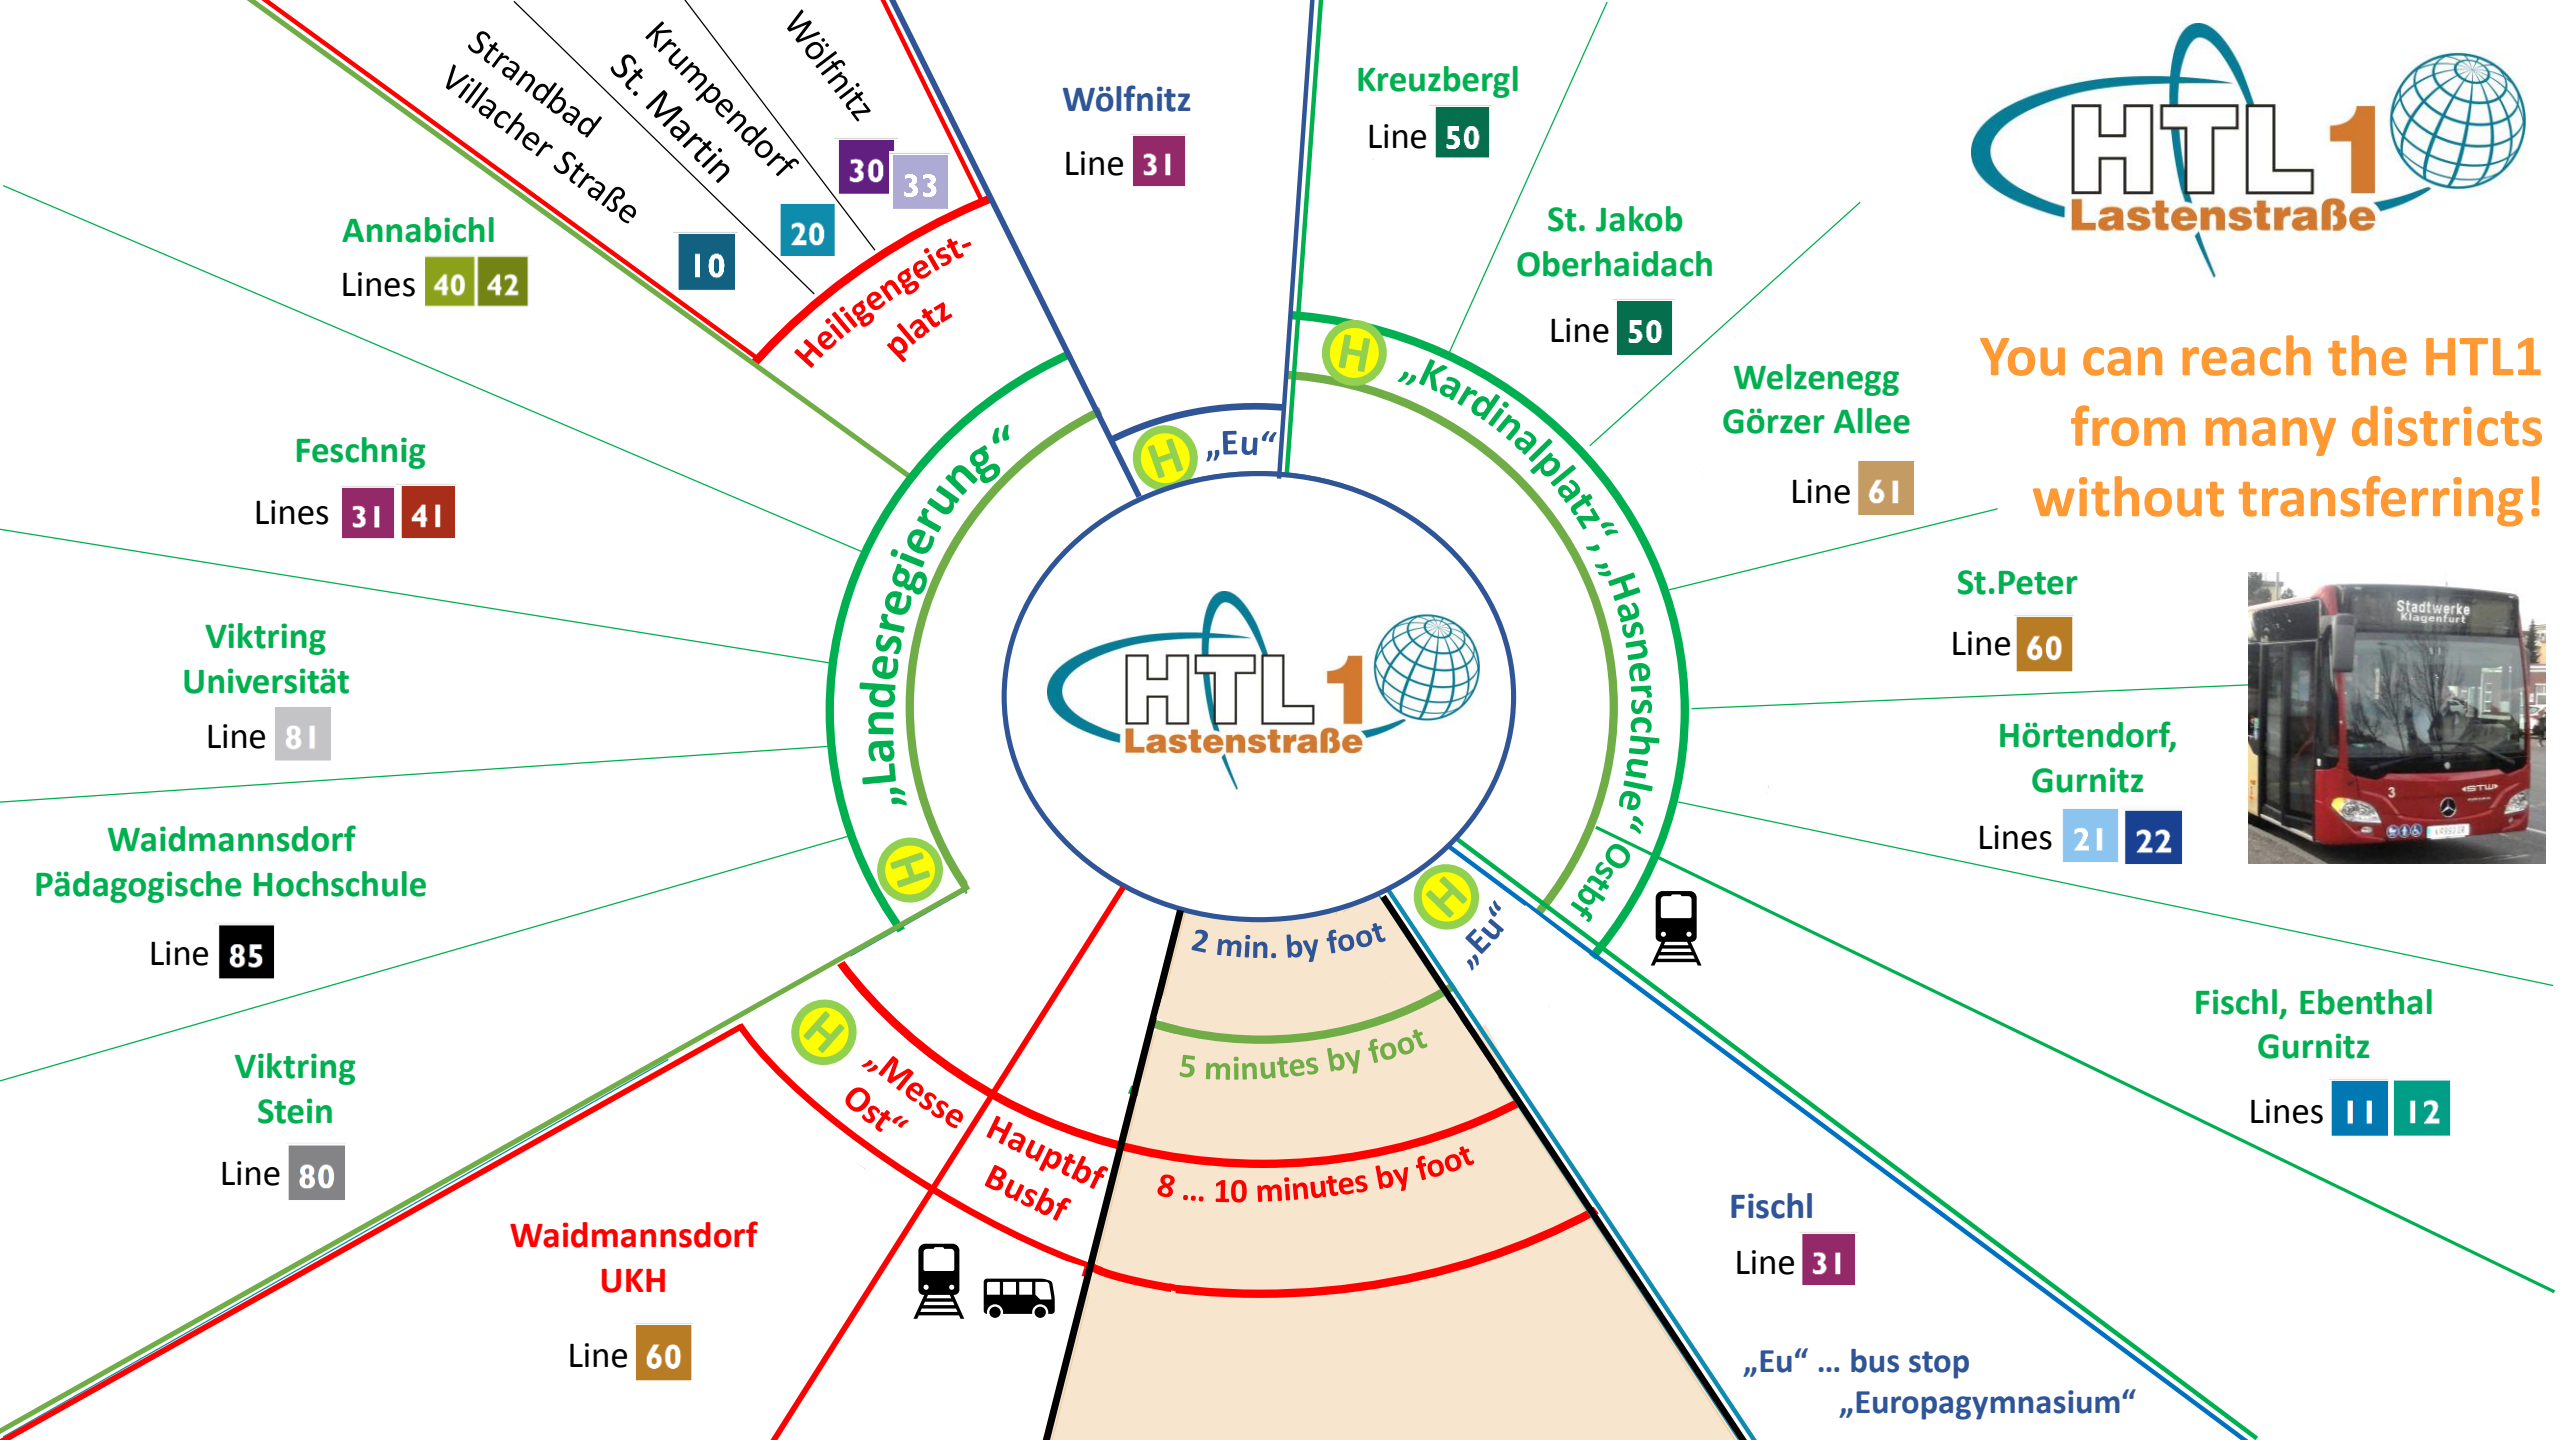 Strandbad
Villacher Straße
10
Krumpendorf
St. Martin
20
Wölfnitz
30 33
Heiligengeist-
platz
Wölfnitz
Line 31
„Eu“
H
Kreuzbergl
Line 50
St. Jakob
Oberhaidach
Line 50
Welzenegg
Görzer Allee
Line 61
St.Peter
Line 60
Hörtendorf,
Gurnitz
Lines 21 22
Fischl, Ebenthal
Gurnitz
Lines 11 12
H
„Kardinalplatz“, „Hasnerschule“ Ostbf
HTL1
Lastenstraße
You can reach the HTL1
from many districts
without transferring!
Stadtwerke
Klagenfurt
3
STW
Annabichl
Lines 40 42
Feschnig
Lines 31 41
Viktring
Universität
Line 81
Waidmannsdorf
Pädagogische Hochschule
Line 85
Viktring
Stein
Line 80
„Landesregierung“
H
HTL1
Lastenstraße
H
„Messe
Ost“
Hauptbf
Busbf
Waidmannsdorf
UKH
Line 60
2 min. by foot
5 minutes by foot
8 ... 10 minutes by foot
H
„Eu“
Fischl
Line 31
„Eu“ ... bus stop
„Europagymnasium“